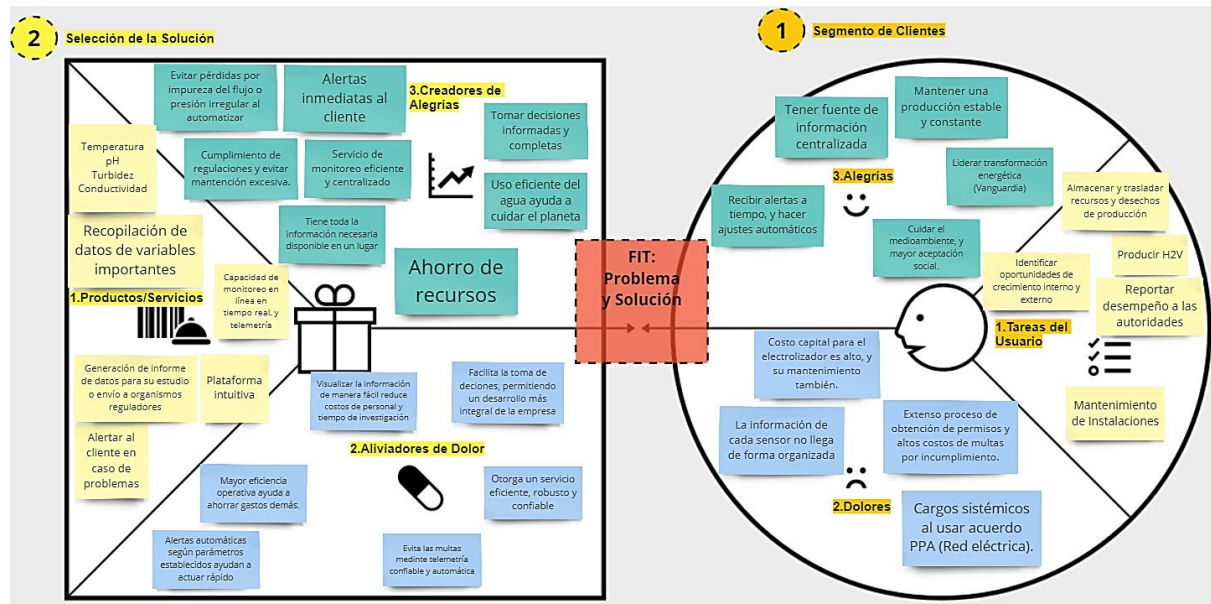 2
Selección de la Solución
Evitar pérdidas por
impureza del flujo o
presión irregular al
automatizar
Alertas
inmediatas al
cliente
3.Creadores de
Alegrías
Tomar decisiones
informadas y
completas
Temperatura
pH
Turbidez
Conductividad
Cumplimiento de
regulaciones y evitar
mantención excesiva.
Servicio de
monitoreo eficiente
y centralizado
Uso eficiente del
agua ayuda a
cuidar el planeta
Recopilación de
datos de variables
importantes
Tiene toda la
información necesaria
disponible en un lugar
Ahorro de
recursos
1.Productos/Servicios
Capacidad de
monitoreo en
línea en
tiempo real, y
telemetría
Generación de informe
de datos para su estudio
o envío a organismos
reguladores
Plataforma
intuitiva
Alertar al
cliente en
caso de
problemas
Visualizar la información
de manera fácil reduce
costos de personal y
tiempo de investigación
Facilita la toma de
deciones, permitiendo
un desarrollo más
integral de la empresa
2.Aliviadores de Dolor
Mayor eficiencia
operativa ayuda a
ahorrar gastos demás.
Otorga un servicio
eficiente, robusto y
confiable
Alertas automáticas
según parámetros
establecidos ayudan a
actuar rápido
Evita las multas
medinte telemetría
confiable y automática
FIT:
Problema
y Solución
1
Segmento de Clientes
Tener fuente de
información
centralizada
Mantener una
producción estable y
constante
3.Alegrías
Liderar transformación
energética
(Vanguardia)
Recibir alertas a
tiempo, y hacer
ajustes automáticos
Cuidar el
medioambiente, y
mayor aceptación
social.
Almacenar y trasladar
recursos y desechos
de producción
Identificar
oportunidades de
crecimiento interno y
externo
Producir H2V
Reportar
desempeño a las
autoridades
1.Tareas del
Usuario
Mantenimiento
de Instalaciones
Costo capital para el
electrolizador es alto, y
su mantenimiento
también.
La información de
cada sensor no llega
de forma organizada
Extenso proceso de
obtención de permisos y
altos costos de multas
por incumplimiento.
2.Dolores
Cargos sistémicos
al usar acuerdo
PPA (Red eléctrica).